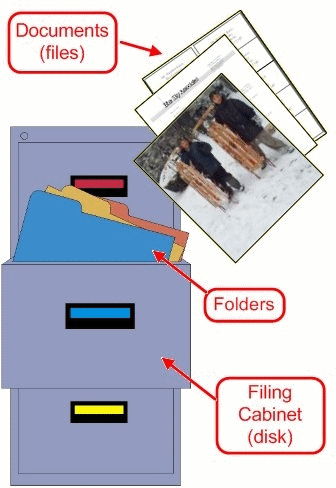 Documents
(files)
Folders
Filing
Cabinet
(disk)